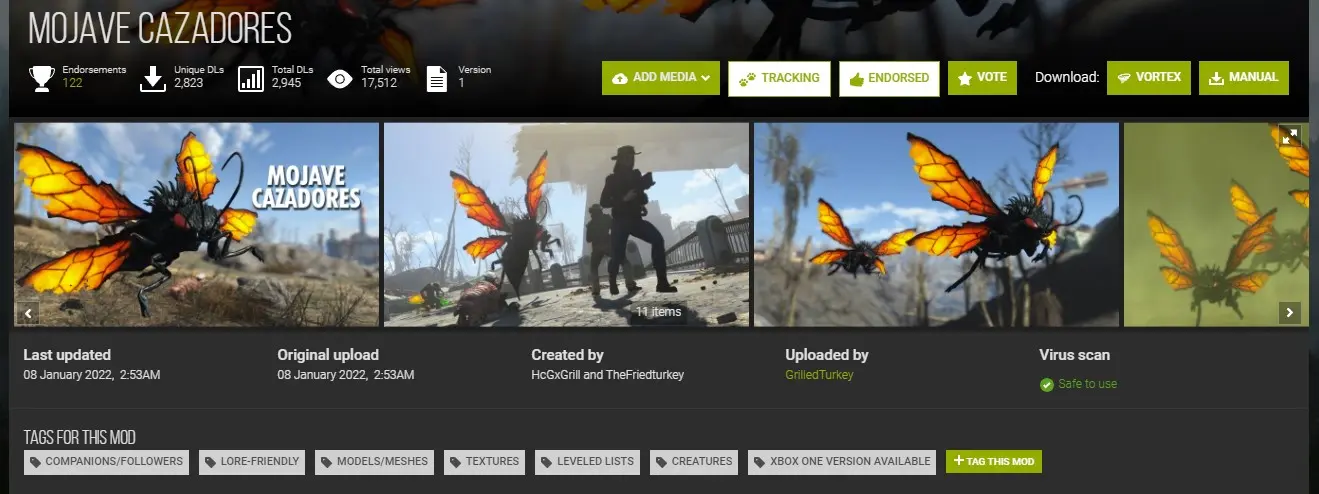 MOJAVE CAZADORES
Endorsements
122
Unique DLs
2,823
Total DLs
2,945
Total views
17,512
Version
1
ADD MEDIA
TRACKING
ENDORSED
VOTE
Download:
VORTEX
MANUAL
MOJAVE
CAZADORES
11 items
Last updated
08 January 2022, 2:53AM
Original upload
08 January 2022, 2:53AM
Created by
HcGxGrill and TheFriedturkey
Uploaded by
GrilledTurkey
Virus scan
Safe to use
TAGS FOR THIS MOD
COMPANIONS/FOLLOWERS
LORE-FRIENDLY
MODELS/MESHES
TEXTURES
LEVELED LISTS
CREATURES
XBOX ONE VERSION AVAILABLE
+ TAG THIS MOD